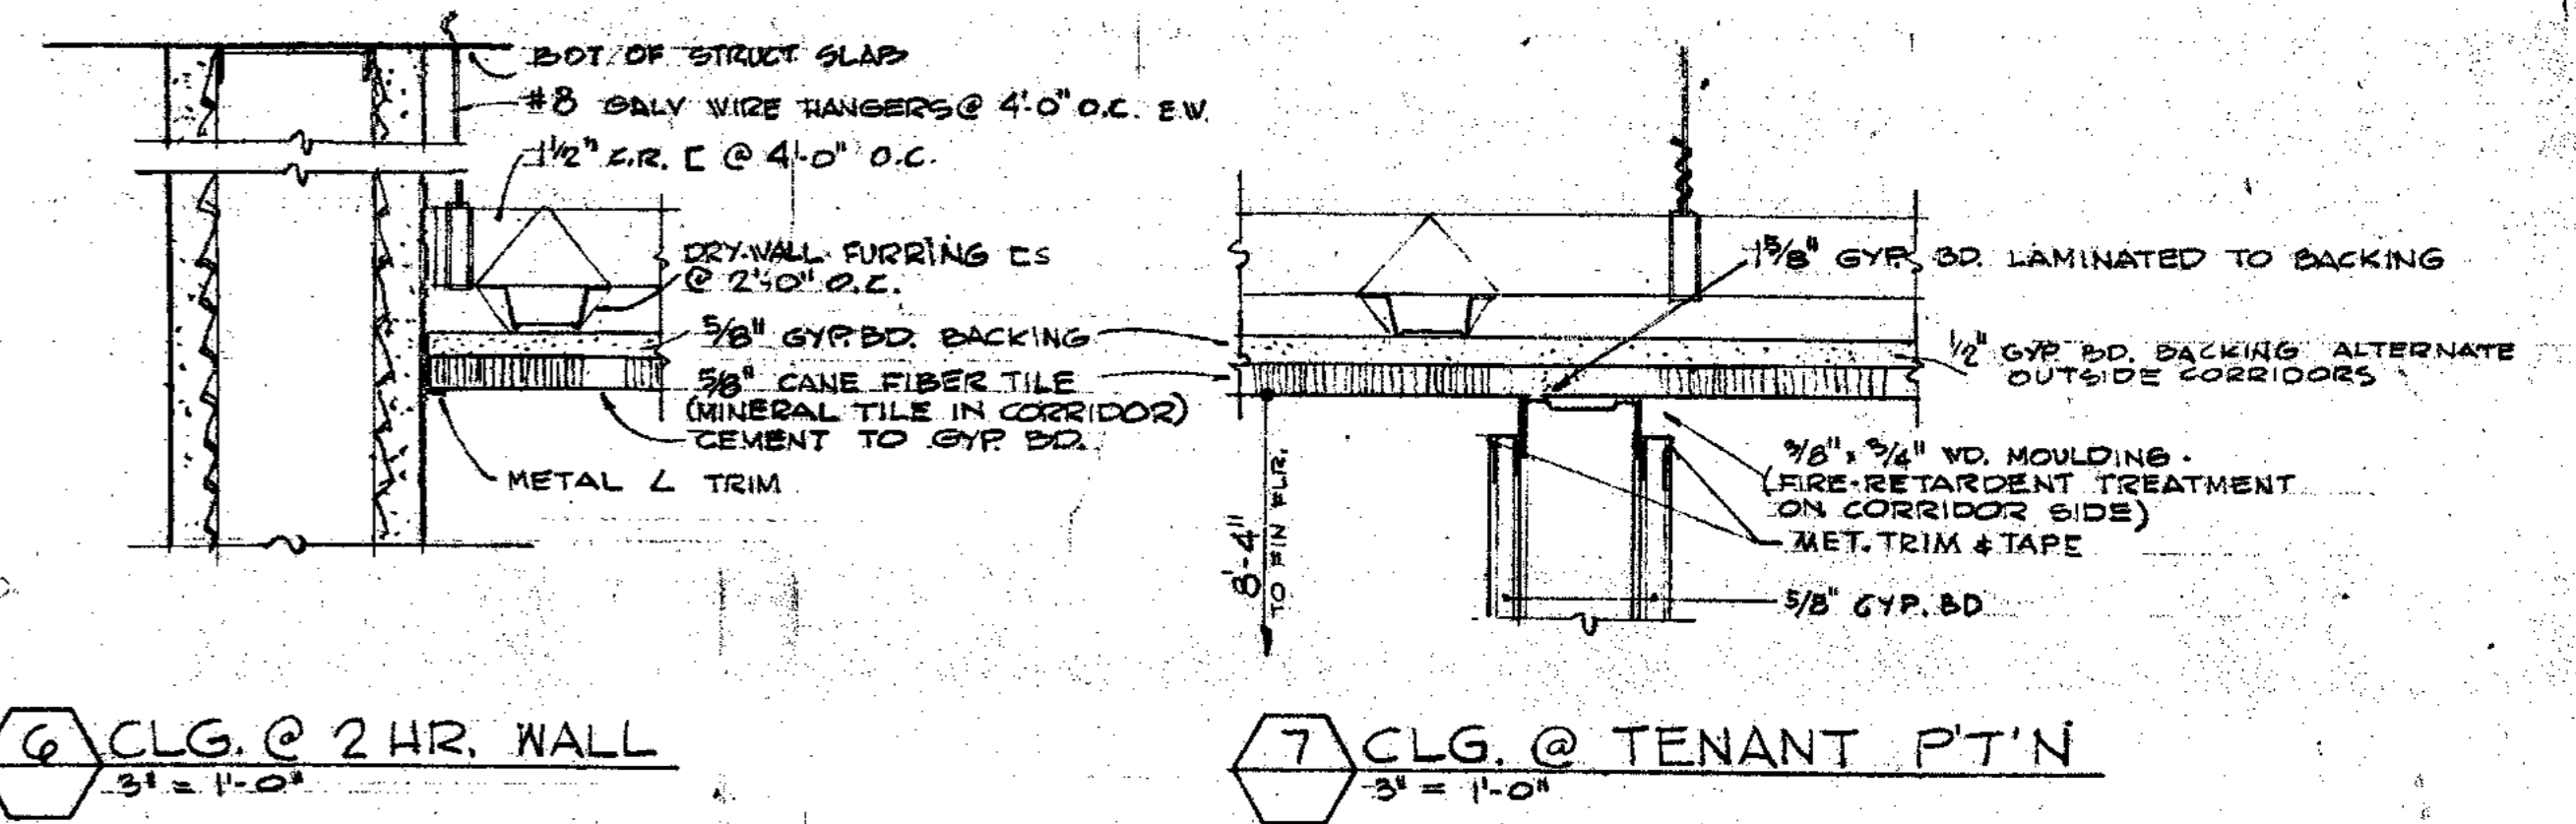 BOT. OF STRUCT SLAB
#8 GALV WIRE HANGERS @ 4'-0" O.C. E.W.
1 1/2" C.R. [ @ 4'-0" O.C.
DRY-WALL FURRING [S
@ 2'-0" O.C.
5/8" GYP. BD. BACKING
5/8" CANE FIBER TILE
(MINERAL TILE IN CORRIDOR)
CEMENT TO GYP. BD.
METAL L TRIM
6 CLG. @ 2 HR. WALL
3" = 1'-0"
1 5/8" GYP. BD. LAMINATED TO BACKING
1/2" GYP. BD. BACKING ALTERNATE
OUTSIDE CORRIDORS
3/8" x 3/4" WD. MOULDING.
(FIRE-RETARDENT TREATMENT
ON CORRIDOR SIDE)
MET. TRIM & TAPE
5/8" GYP. BD
8'-4"
TO FIN FLR.
7 CLG. @ TENANT P'T'N
3" = 1'-0"